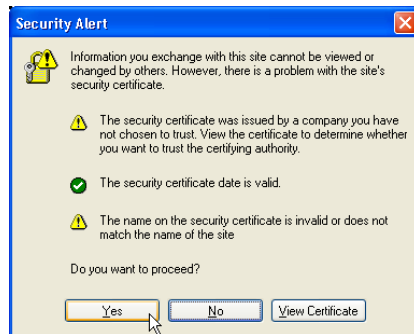 Security Alert
Information you exchange with this site cannot be viewed or
changed by others. However, there is a problem with the site's
security certificate.
The security certificate was issued by a company you have
not chosen to trust. View the certificate to determine whether
you want to trust the certifying authority.
The security certificate date is valid.
The name on the security certificate is invalid or does not
match the name of the site
Do you want to proceed?
Yes No View Certificate